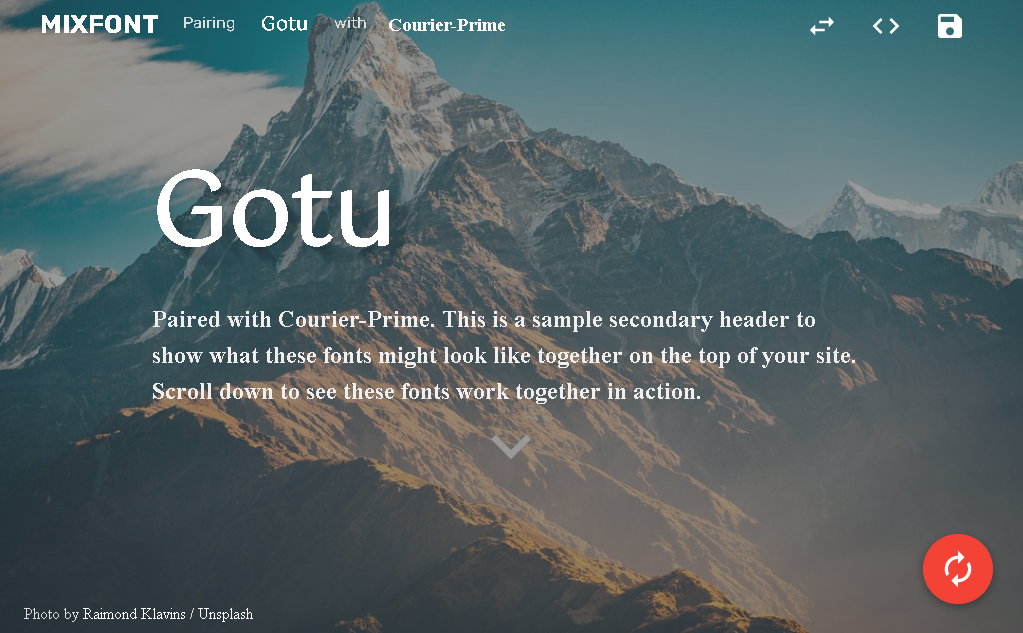 MIXFONT Pairing Gotu with Courier-Prime
Gotu
Paired with Courier-Prime. This is a sample secondary header to
show what these fonts might look like together on the top of your site.
Scroll down to see these fonts work together in action.
Photo by Raimond Klavins / Unsplash